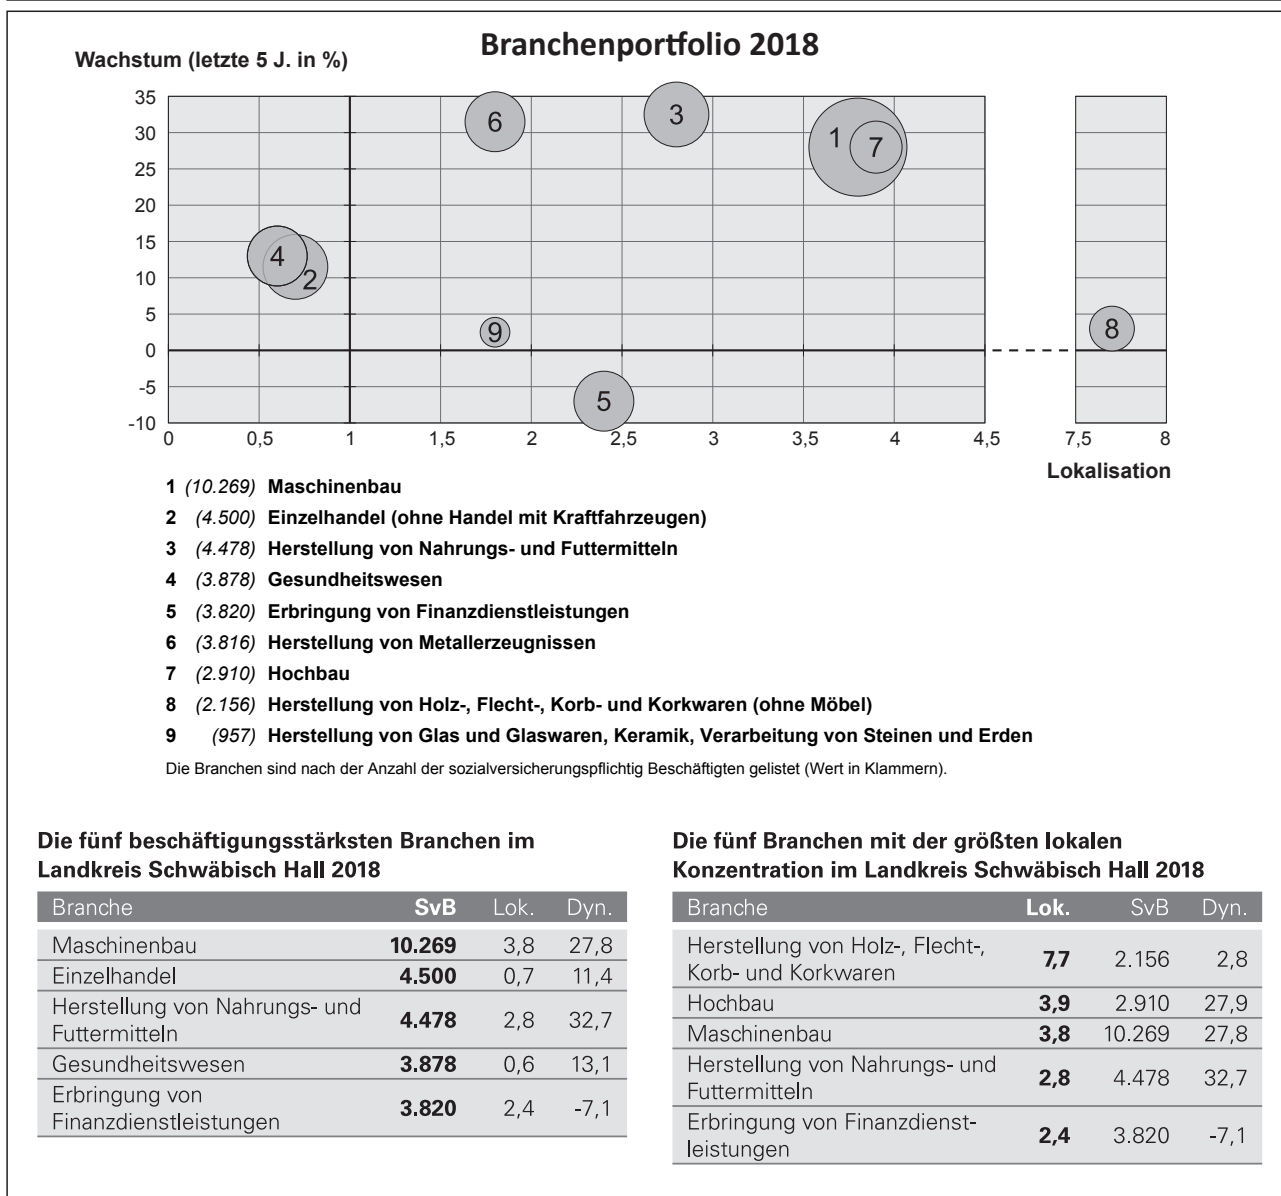 Branchenportfolio 2018
Wachstum (letzte 5 J. in %)
35
30
25
20
15
10
5
0
-5
-10
0
0,5
1
1,5
2
2,5
3
3,5
4
4,5
7,5
8
Lokalisation
6
3
1
7
4
2
9
8
5
1 (10.269) Maschinenbau
2 (4.500) Einzelhandel (ohne Handel mit Kraftfahrzeugen)
3 (4.478) Herstellung von Nahrungs- und Futtermitteln
4 (3.878) Gesundheitswesen
5 (3.820) Erbringung von Finanzdienstleistungen
6 (3.816) Herstellung von Metallerzeugnissen
7 (2.910) Hochbau
8 (2.156) Herstellung von Holz-, Flecht-, Korb- und Korkwaren (ohne Möbel)
9 (957) Herstellung von Glas und Glaswaren, Keramik, Verarbeitung von Steinen und Erden
Die Branchen sind nach der Anzahl der sozialversicherungspflichtig Beschäftigten gelistet (Wert in Klammern).
Die fünf beschäftigungsstärksten Branchen im
Landkreis Schwäbisch Hall 2018
Branche SvB Lok. Dyn.
Maschinenbau 10.269 3,8 27,8
Einzelhandel 4.500 0,7 11,4
Herstellung von Nahrungs- und
Futtermitteln 4.478 2,8 32,7
Gesundheitswesen 3.878 0,6 13,1
Erbringung von
Finanzdienstleistungen 3.820 2,4 -7,1
Die fünf Branchen mit der größten lokalen
Konzentration im Landkreis Schwäbisch Hall 2018
Branche Lok. SvB Dyn.
Herstellung von Holz-, Flecht-,
Korb- und Korkwaren 7,7 2.156 2,8
Hochbau 3,9 2.910 27,9
Maschinenbau 3,8 10.269 27,8
Herstellung von Nahrungs- und
Futtermitteln 2,8 4.478 32,7
Erbringung von Finanzdienst-
leistungen 2,4 3.820 -7,1